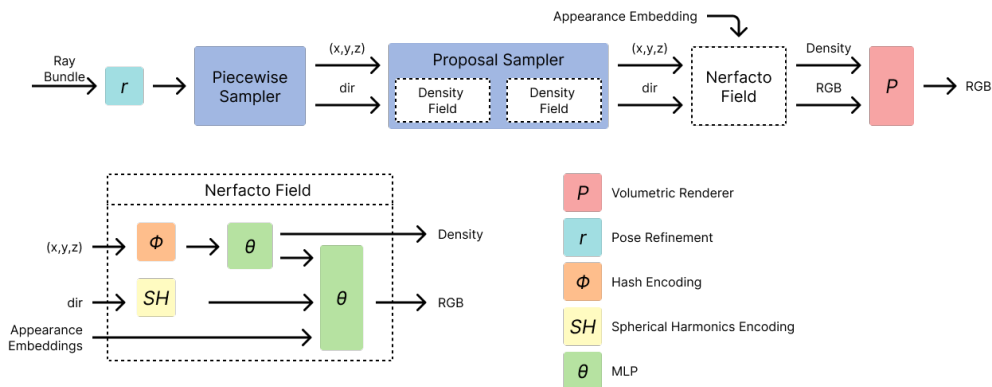 Appearance Embedding
Ray
Bundle
r
Piecewise
Sampler
(x,y,z)
dir
Proposal Sampler
Density
Field
Density
Field
(x,y,z)
dir
Nerfacto
Field
Density
RGB
P
RGB
Nerfacto Field
(x,y,z)
Φ
θ
Density
dir
SH
θ
RGB
Appearance
Embeddings
P
Volumetric Renderer
r
Pose Refinement
Φ
Hash Encoding
SH
Spherical Harmonics Encoding
θ
MLP